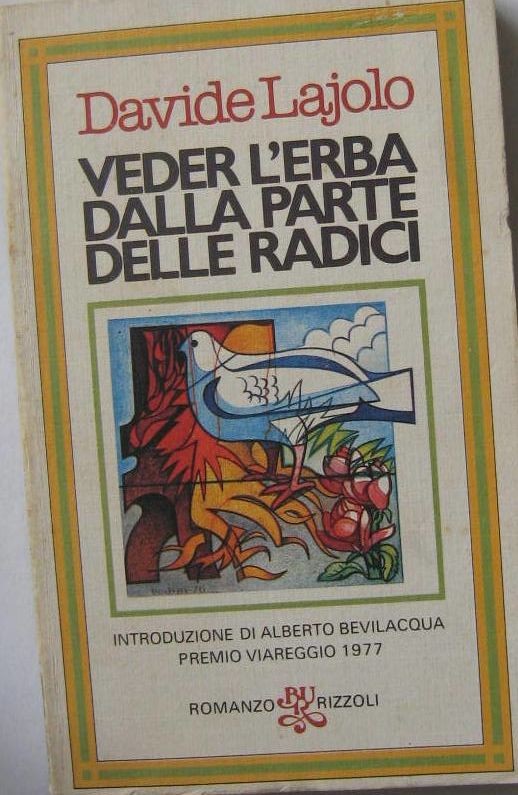 Davide Lajolo
VEDER L'ERBA
DALLA PARTE
DELLE RADICI
INTRODUZIONE DI ALBERTO BEVILACQUA
PREMIO VIAREGGIO 1977
ROMANZO BUR RIZZOLI